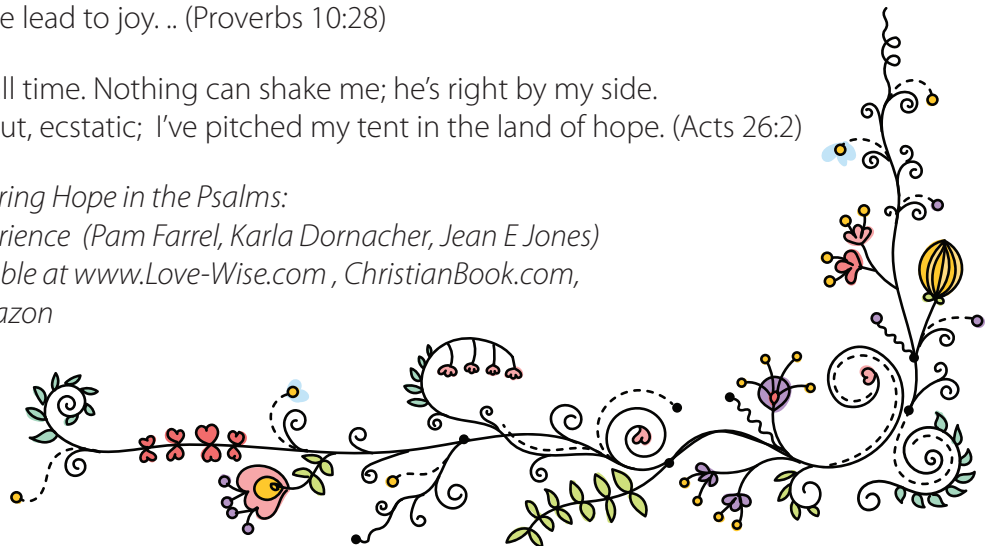 e lead to joy. .. (Proverbs 10:28)
ll time. Nothing can shake me; he’s right by my side.
ut, ecstatic;  I’ve pitched my tent in the land of hope. (Acts 26:2)
ring Hope in the Psalms:
rience  (Pam Farrel, Karla Dornacher, Jean E Jones)
ble at www.Love-Wise.com , ChristianBook.com,
azon